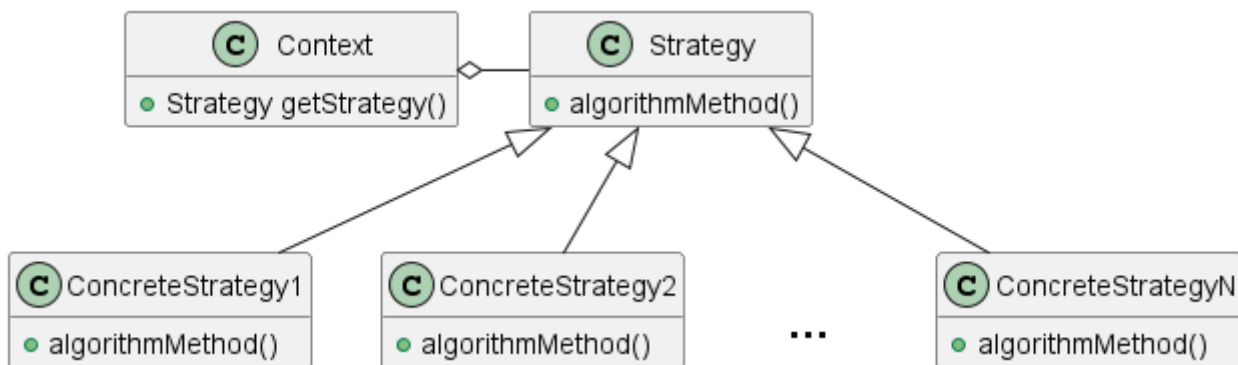 C Context
Strategy getStrategy()
C Strategy
algorithmMethod()
C ConcreteStrategy1
algorithmMethod()
C ConcreteStrategy2
algorithmMethod()
...
C ConcreteStrategyN
algorithmMethod()